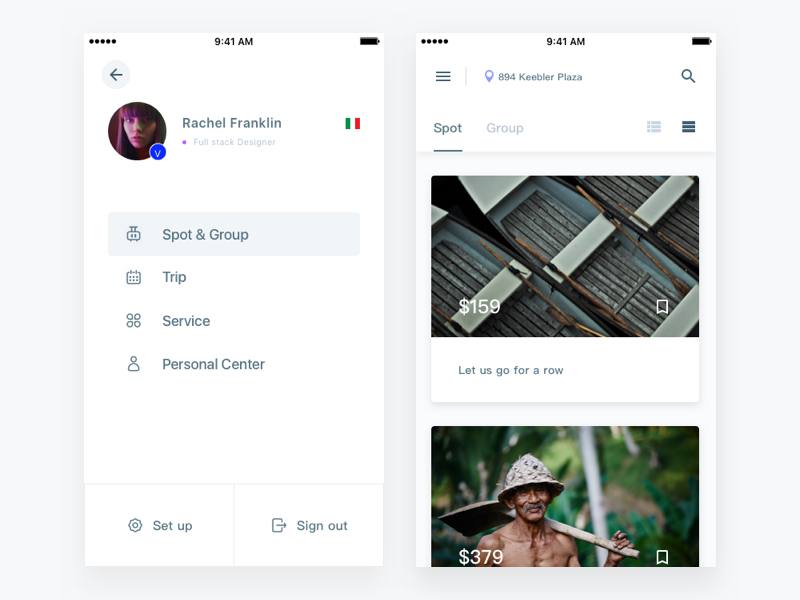 9:41 AM
Rachel Franklin
Full stack Designer
V
Spot & Group
Trip
Service
Personal Center
Set up
Sign out
9:41 AM
894 Keebler Plaza
Spot
Group
$159
Let us go for a row
$379